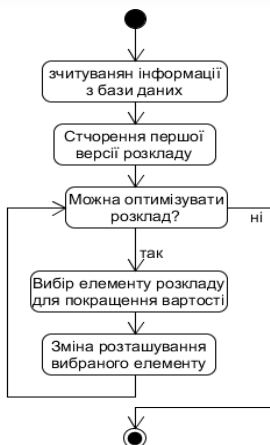 зчитуванян інформації
з бази даних
Стчорення першої
версії розкладу
Можна оптимізувати
розклад?
ні
так
Вибір елементу розкладу
для покращення вартості
Зміна розташування
вибраного елементу